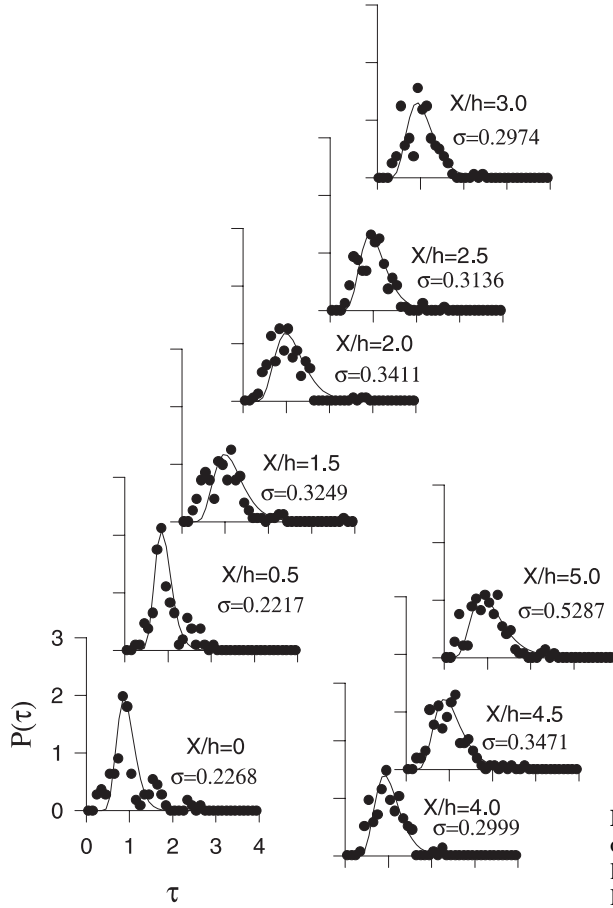 X/h=3.0
σ=0.2974
X/h=2.5
σ=0.3136
X/h=2.0
σ=0.3411
X/h=1.5
σ=0.3249
X/h=0.5
σ=0.2217
X/h=5.0
σ=0.5287
3
2
1
0
P(τ)
X/h=0
σ=0.2268
X/h=4.5
σ=0.3471
X/h=4.0
σ=0.2999
0 1 2 3 4
τ